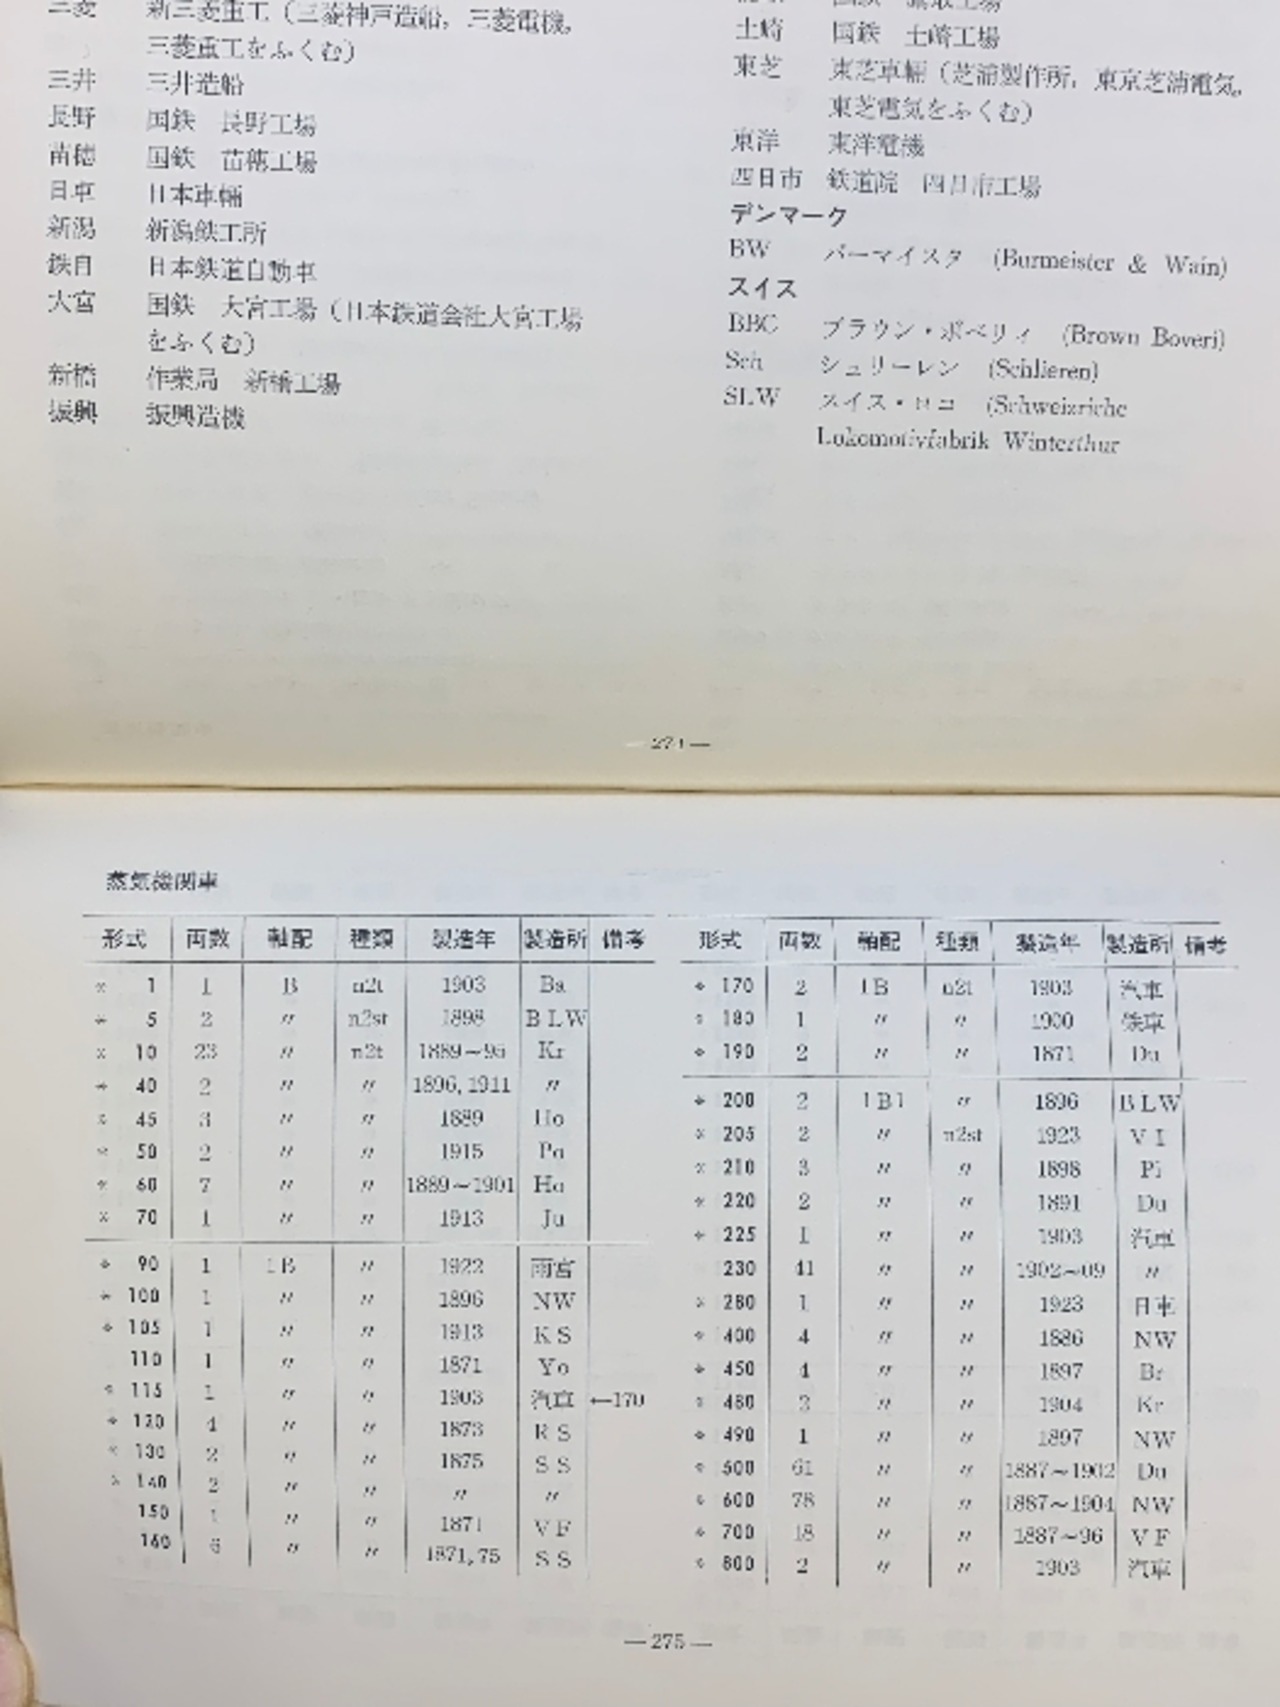 三菱 新三菱重工（三菱神戸造船，三菱電機，
三菱重工をふくむ）
三井 三井造船
長野 国鉄 長野工場
苗穂 国鉄 苗穂工場
日車 日本車輛
新潟 新潟鉄工所
鉄自 日本鉄道自動車
大宮 国鉄 大宮工場（日本鉄道会社大宮工場
をふくむ）
新橋 作業局 新橋工場
振興 振興造機
土崎 国鉄 土崎工場
東芝 東芝車輛（芝浦製作所，東京芝浦電気，
東芝電気をふくむ）
東洋 東洋電機
四日市 鉄道院 四日市工場
デンマーク
BW バーマイスタ (Burmeister & Wain)
スイス
BBC ブラウン・ボベリィ (Brown Boveri)
Sch シュリーレン (Schlieren)
SLW スイス・ロコ (Schweizriche
Lokomotivfabrik Winterthur
蒸気機関車
形式 両数 軸配 種類 製造年 製造所 備考
* 1 1 B n2t 1903 Ba
* 5 2 〃 n2st 1898 BLW
* 10 23 〃 n2t 1889~95 Kr
* 40 2 〃 〃 1896, 1911 〃
* 45 3 〃 〃 1889 Ho
* 50 2 〃 〃 1915 Po
* 60 7 〃 〃 1889~1901 Ho
* 70 1 〃 〃 1913 Ju
* 90 1 1B 〃 1922 雨宮
* 100 1 〃 〃 1896 NW
* 105 1 〃 〃 1913 KS
110 1 〃 〃 1871 Yo
* 115 1 〃 〃 1903 汽車 ←170
* 120 4 〃 〃 1873 RS
* 130 2 〃 〃 1875 SS
* 140 2 〃 〃 〃 〃
150 1 〃 〃 1871 VF
160 6 〃 〃 1871, 75 SS
形式 両数 軸配 種類 製造年 製造所 備考
* 170 2 1B n2t 1903 汽車
* 180 1 〃 〃 1900 鉄車
* 190 2 〃 〃 1871 Du
* 200 2 1B1 〃 1896 BLW
* 205 2 〃 n2st 1923 VI
* 210 3 〃 〃 1898 Pi
* 220 2 〃 〃 1891 Du
* 225 1 〃 〃 1903 汽車
230 41 〃 〃 1902~09 〃
* 280 1 〃 〃 1923 日車
* 400 4 〃 〃 1886 NW
* 450 4 〃 〃 1897 Br
* 480 〃 〃 1904 Kr
* 490 1 〃 〃 1897 NW
* 500 61 〃 〃 1887~1902 Du
* 600 78 〃 〃 1887~1904 NW
* 700 18 〃 〃 1887~96 VF
* 800 2 〃 〃 1903 汽車
—275—